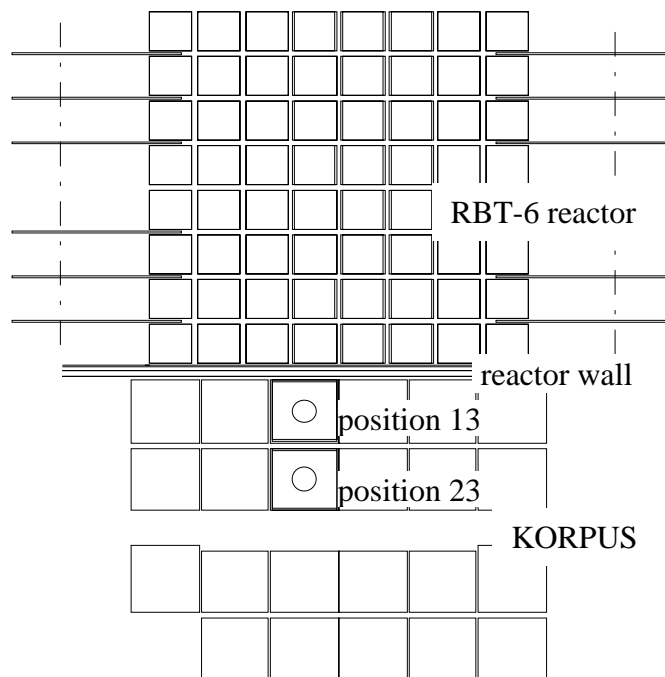 RBT-6 reactor
reactor wall
position 13
position 23
KORPUS